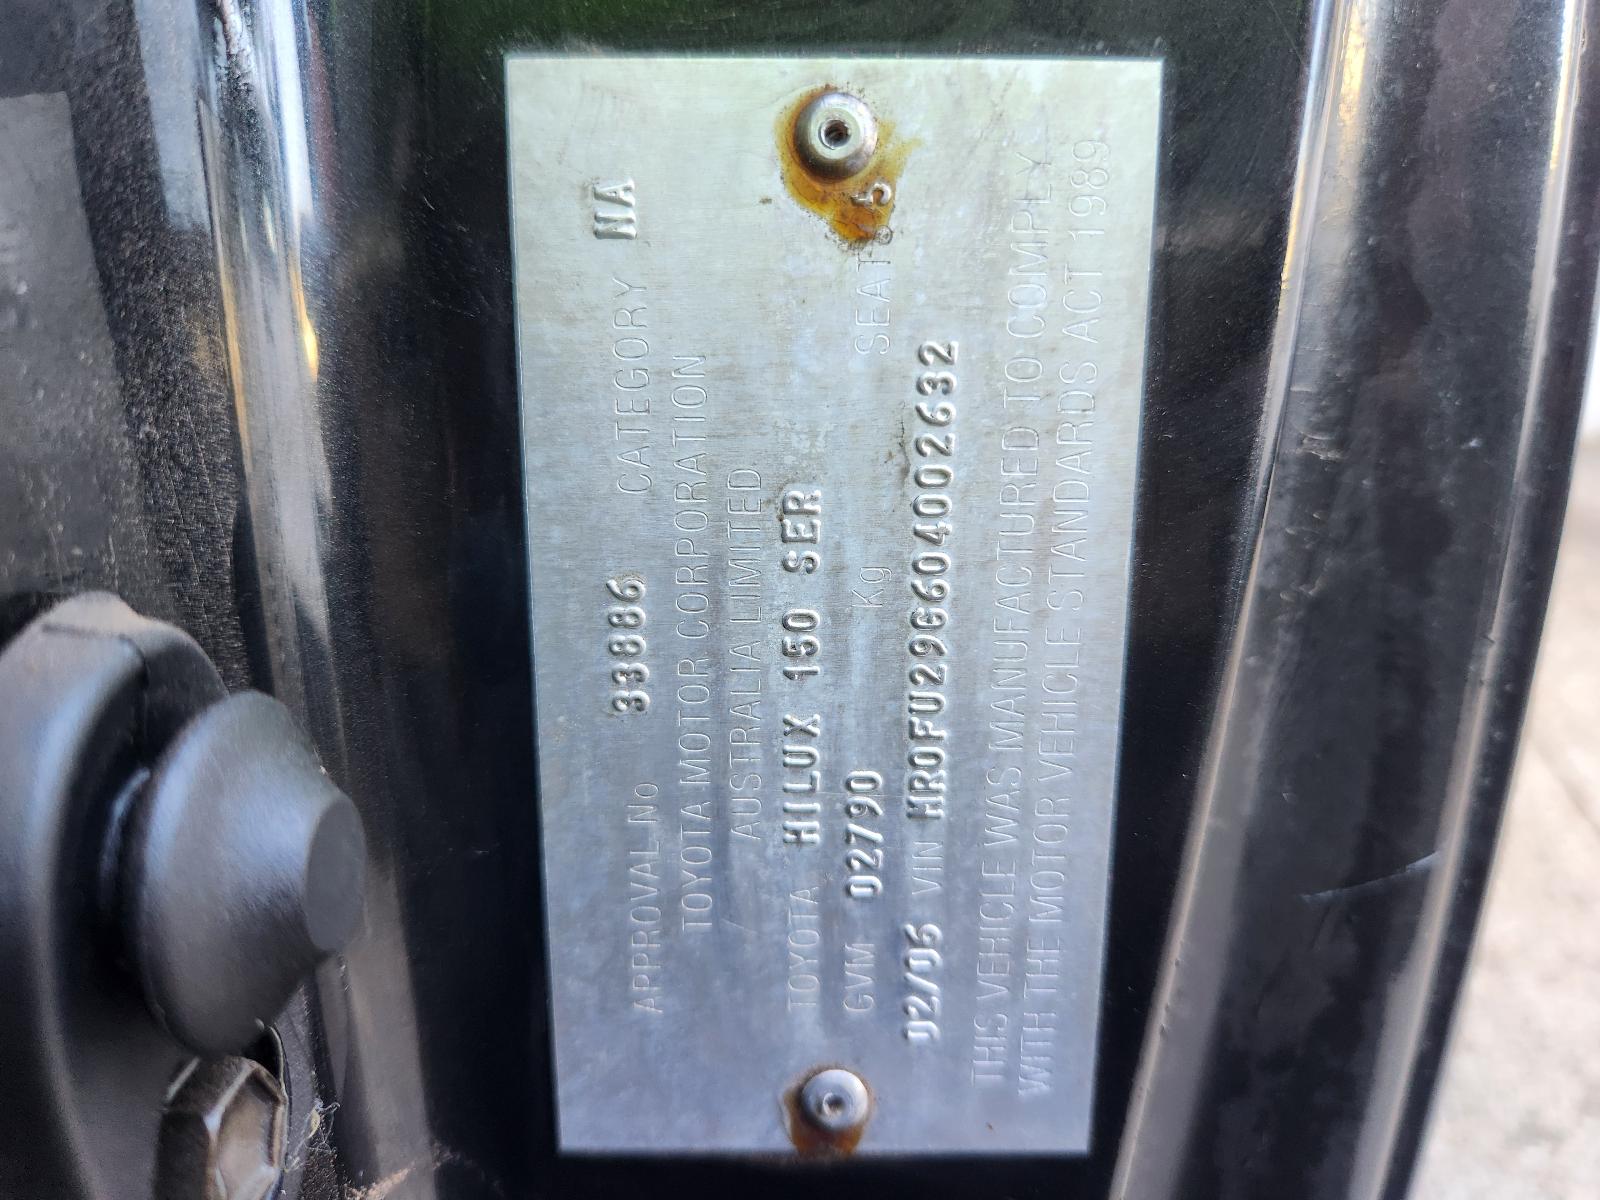 APPROVAL No 33886 CATEGORY NA
TOYOTA MOTOR CORPORATION
AUSTRALIA LIMITED
TOYOTA HILUX 150 SER
GVM 02790 Kg SEATS 5
02/06 VIN MR0FU29G604002632
THIS VEHICLE WAS MANUFACTURED TO COMPLY
WITH THE MOTOR VEHICLE STANDARDS ACT 1989